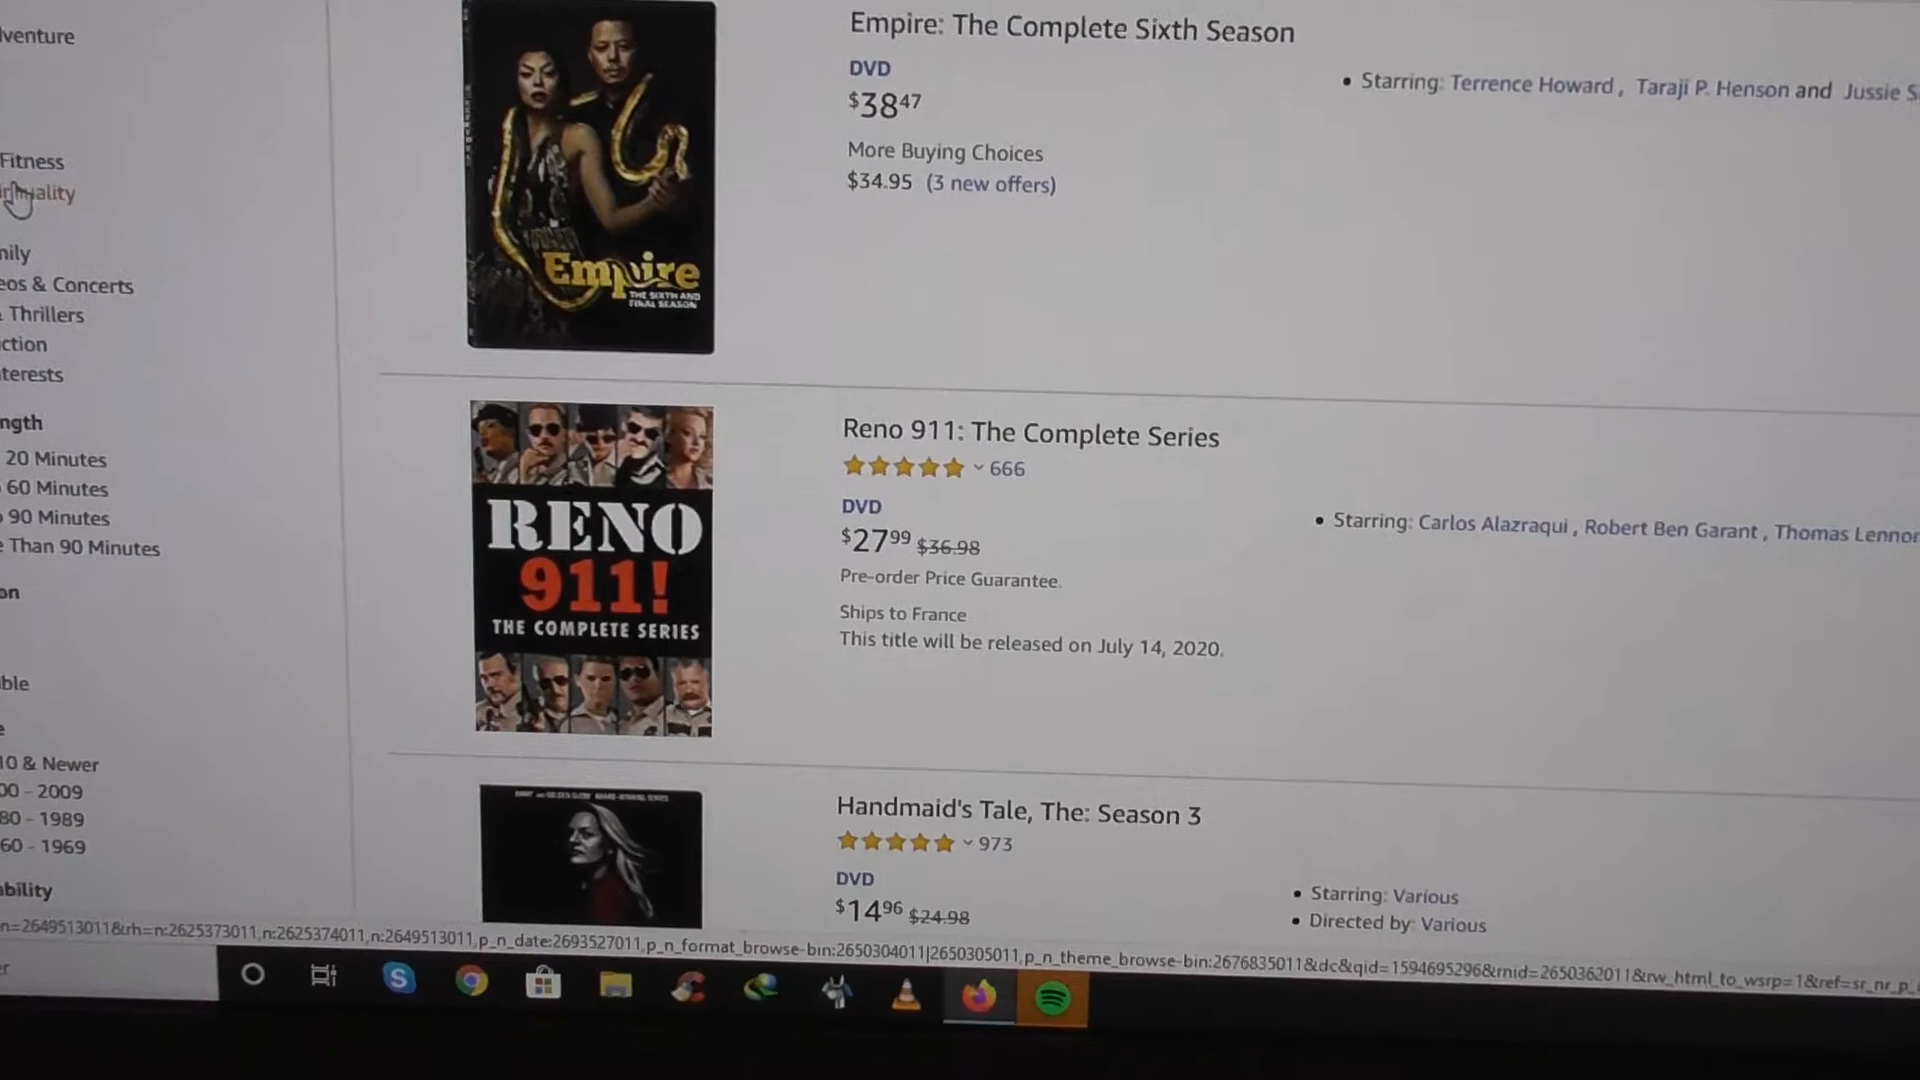 venture
Fitness
ality
nily
eos & Concerts
Thrillers
ction
terests
ngth
20 Minutes
60 Minutes
90 Minutes
e Than 90 Minutes
on
ble
e
10 & Newer
00 - 2009
80 - 1989
60 - 1969
ability
Empire: The Complete Sixth Season
DVD
$38 47
More Buying Choices
$34.95 (3 new offers)
• Starring: Terrence Howard, Taraji P. Henson and Jussie S
Empire
THE SIXTH AND
FINAL SEASON
Reno 911: The Complete Series
666
DVD
$27 99 $36.98
Pre-order Price Guarantee.
Ships to France
This title will be released on July 14, 2020.
• Starring: Carlos Alazraqui, Robert Ben Garant, Thomas Lennon
RENO
911!
THE COMPLETE SERIES
Handmaid's Tale, The: Season 3
973
DVD
$14 96 $24.98
• Starring: Various
• Directed by: Various
n=2649513011&rh=n:2625373011,n:2625374011,n:2649513011,p_n_date:2693527011,p_n_format_browse-bin:2650304011|2650305011,p_n_theme_browse-bin:2676835011&dc&qid=1594695296&rnid=2650362011&rw_html_to_wsrp=1&ref=sr_nr_p_
r